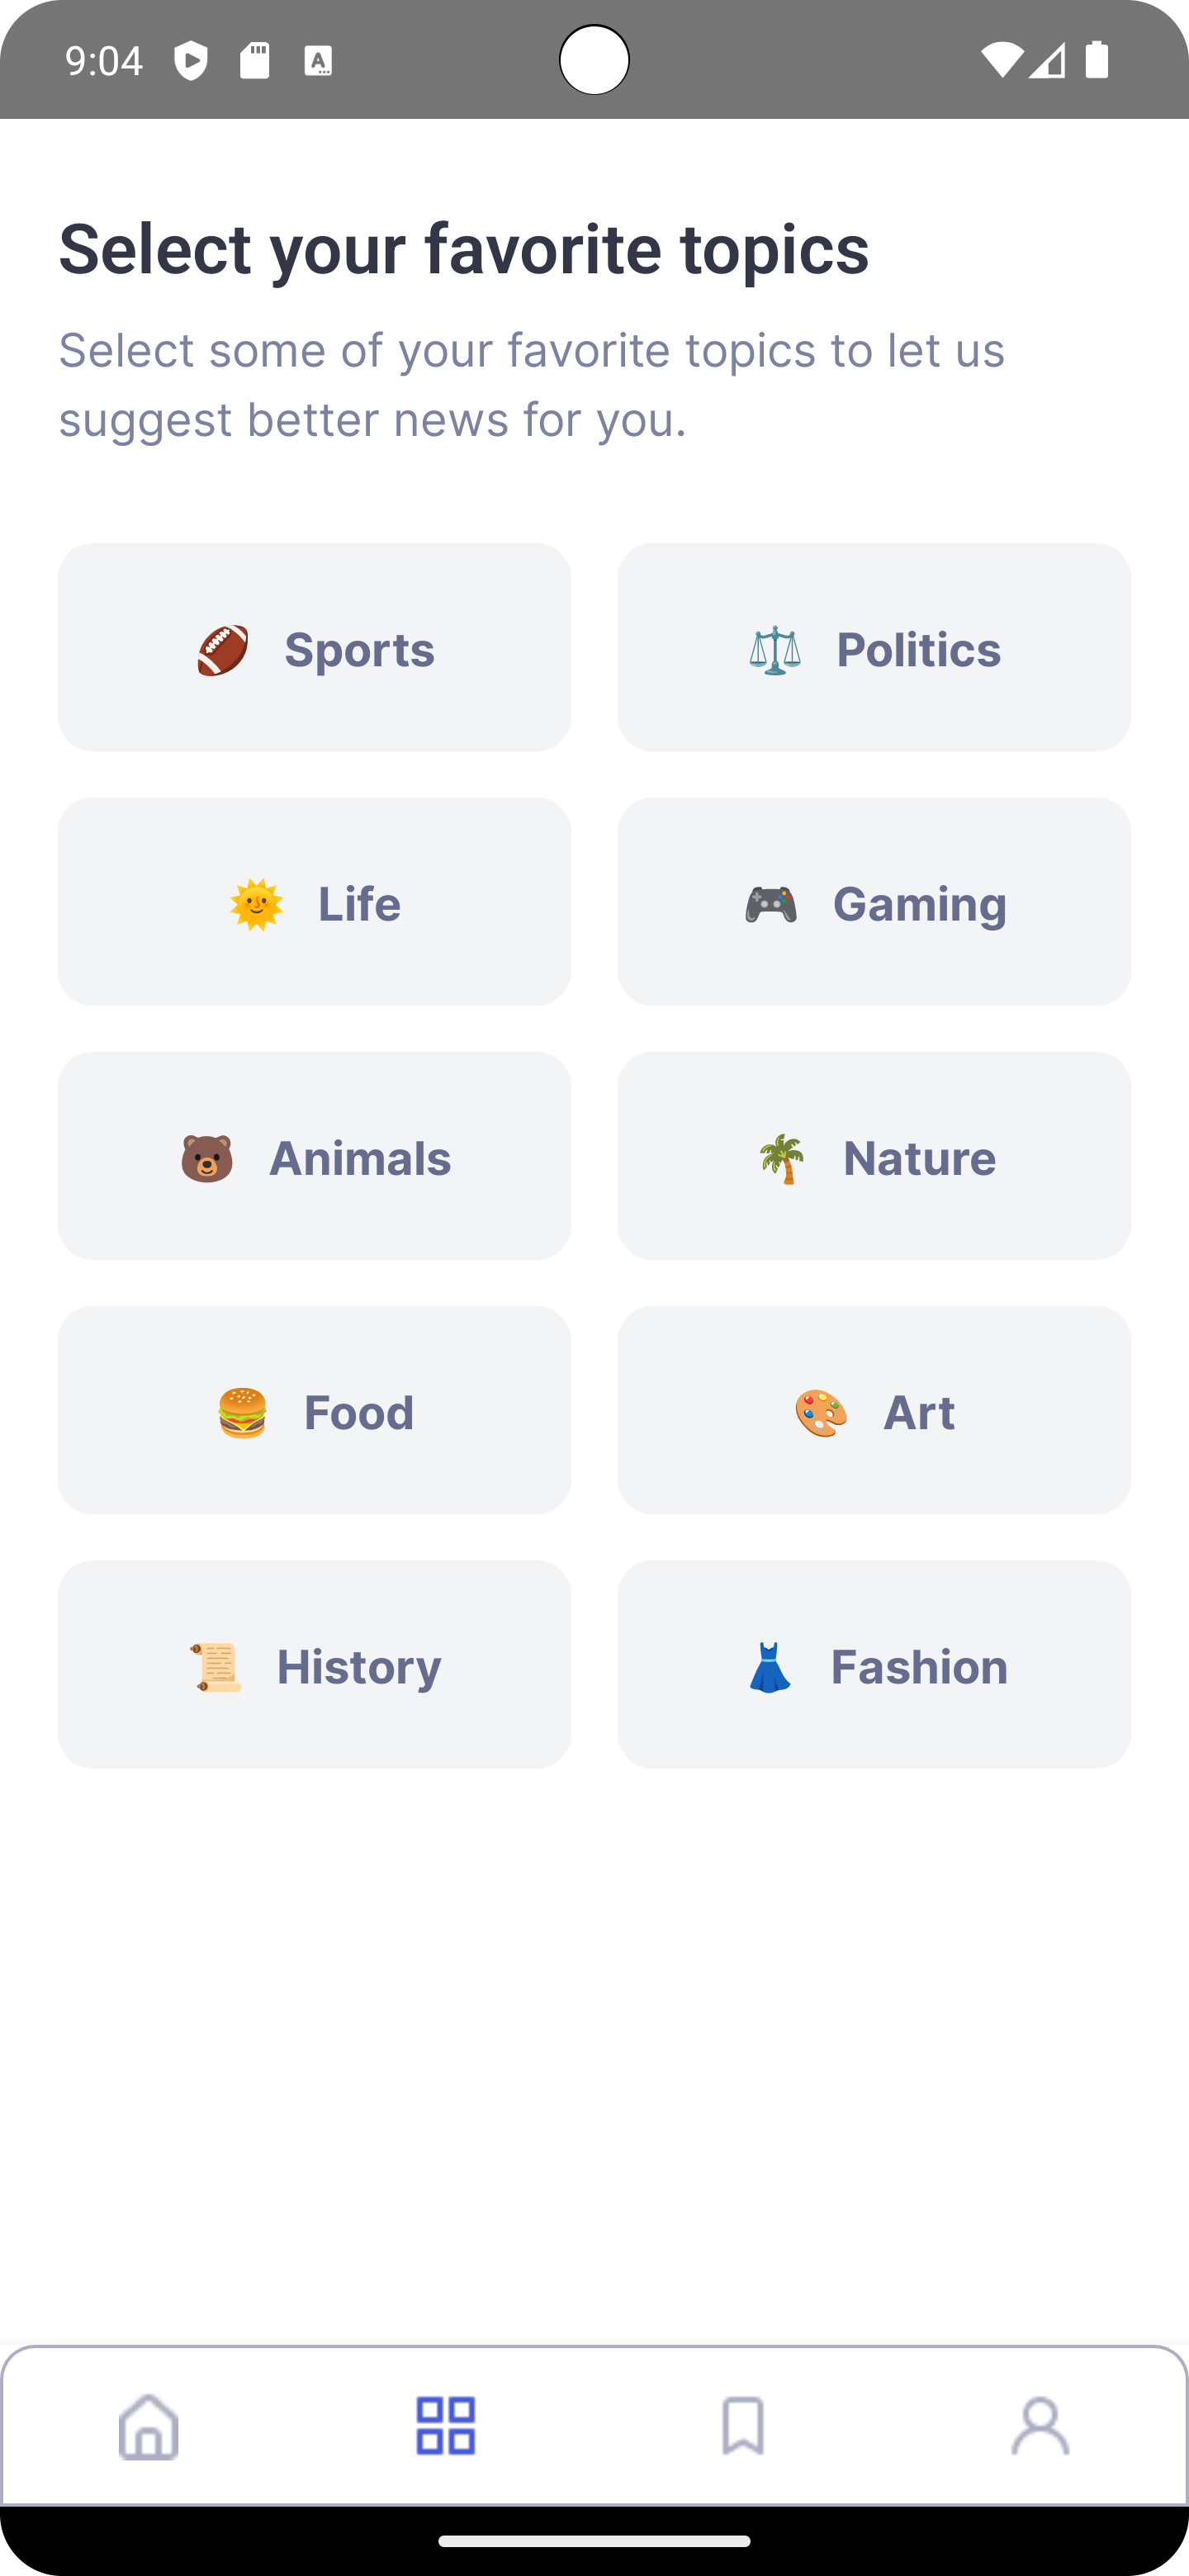 9:04
Select your favorite topics
Select some of your favorite topics to let us
suggest better news for you.
🏈 Sports
⚖️ Politics
🌞 Life
🎮 Gaming
🐻 Animals
🌴 Nature
🍔 Food
🎨 Art
📜 History
👗 Fashion